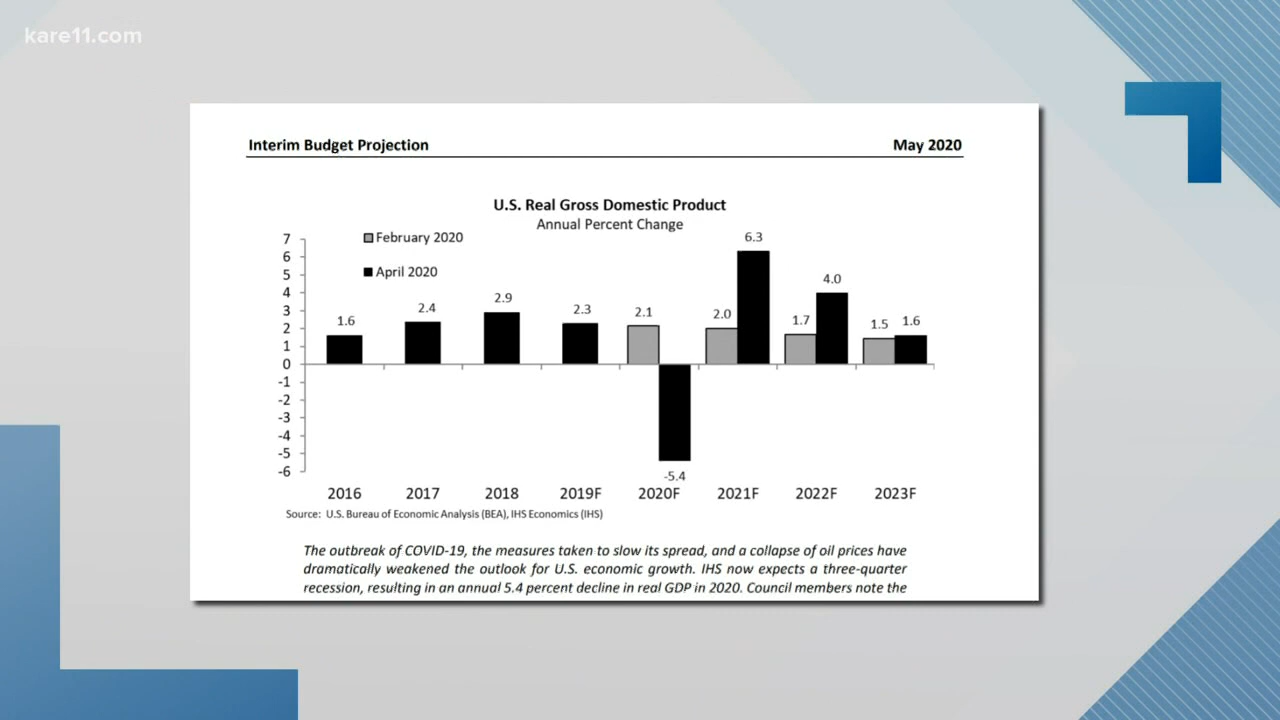 kare11.com
Interim Budget Projection May 2020
U.S. Real Gross Domestic Product
Annual Percent Change
February 2020
April 2020
7
6
5
4
3
2
1
0
-1
-2
-3
-4
-5
-6
1.6
2.4
2.9
2.3
2.1
-5.4
2.0
6.3
1.7
4.0
1.5
1.6
2016 2017 2018 2019F 2020F 2021F 2022F 2023F
Source: U.S. Bureau of Economic Analysis (BEA), IHS Economics (IHS)
The outbreak of COVID-19, the measures taken to slow its spread, and a collapse of oil prices have
dramatically weakened the outlook for U.S. economic growth. IHS now expects a three-quarter
recession, resulting in an annual 5.4 percent decline in real GDP in 2020. Council members note the